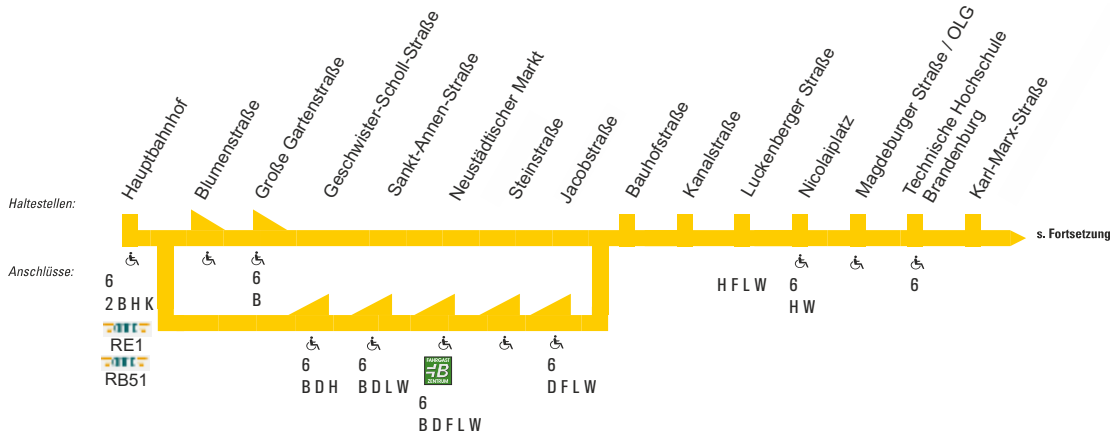 Haltestellen:
Hauptbahnhof
Blumenstraße
Große Gartenstraße
Geschwister-Scholl-Straße
Sankt-Annen-Straße
Neustädtischer Markt
Steinstraße
Jacobstraße
Bauhofstraße
Kanalstraße
Luckenberger Straße
Nicolaiplatz
Magdeburger Straße / OLG
Technische Hochschule
Brandenburg
Karl-Marx-Straße
s. Fortsetzung
Anschlüsse:
6
2 B H K
RE1
RB51
6
B
6
B D H
6
B D L W
FAHRGAST
B
ZENTRUM
6
B D F L W
6
D F L W
H F L W
6
H W
6